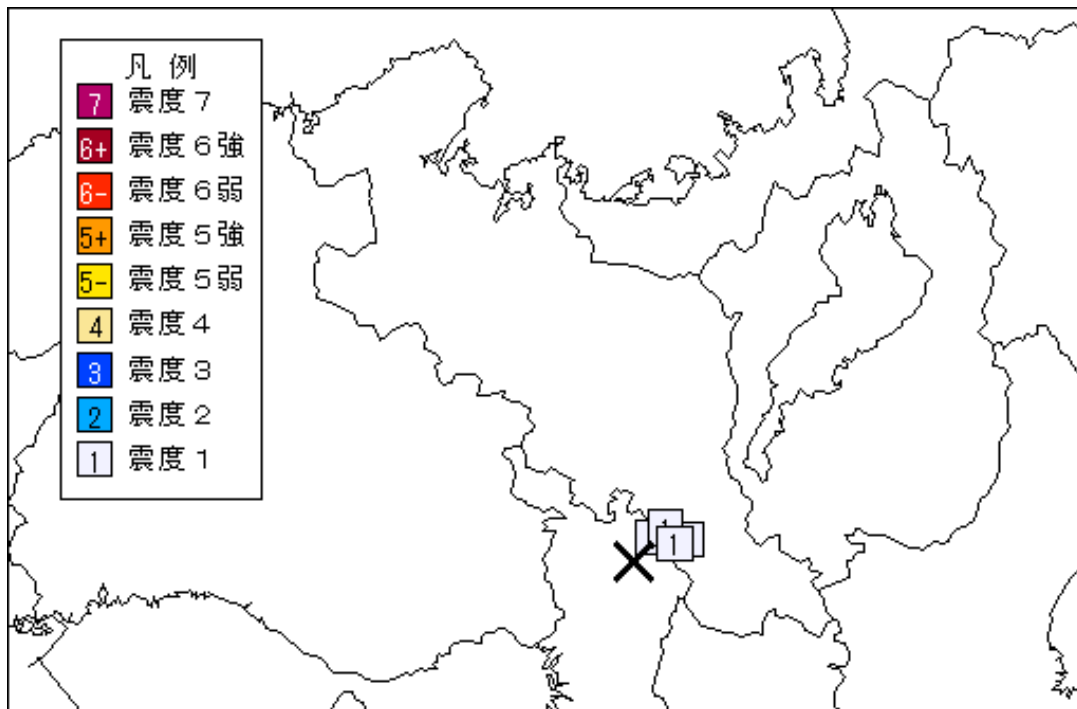 凡 例
7 震度７
6+ 震度６強
6- 震度６弱
5+ 震度５強
5- 震度５弱
4 震度４
3 震度３
2 震度２
1 震度１
1
1